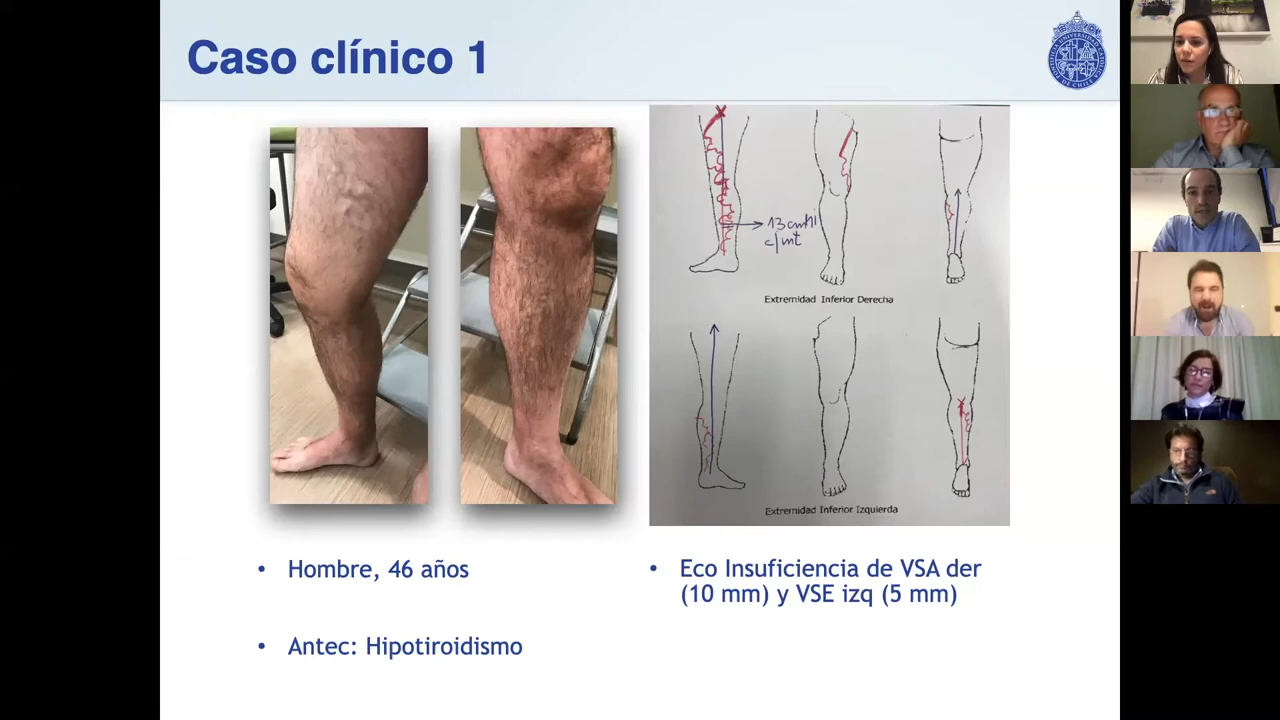 Caso clínico 1
13 cm
c/mt
Extremidad Inferior Derecha
Extremidad Inferior Izquierda
• Hombre, 46 años
• Antec: Hipotiroidismo
• Eco Insuficiencia de VSA der
(10 mm) y VSE izq (5 mm)